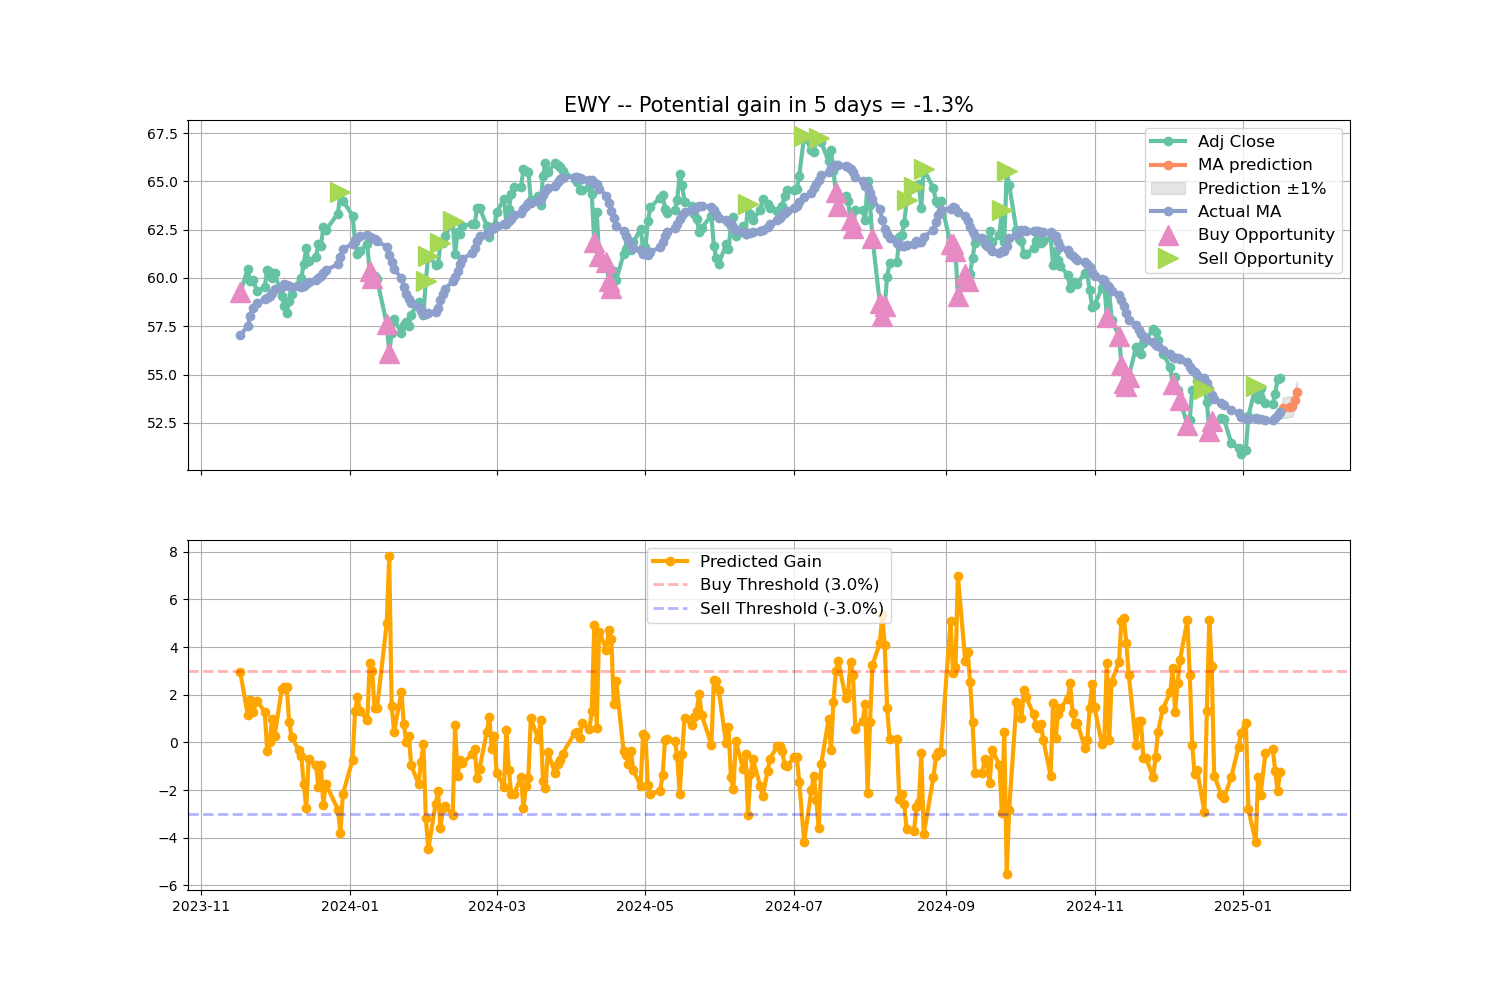 EWY -- Potential gain in 5 days = -1.3%
67.5
65.0
62.5
60.0
57.5
55.0
52.5
Adj Close
MA prediction
Prediction ±1%
Actual MA
Buy Opportunity
Sell Opportunity
8
6
4
2
0
−2
−4
−6
Predicted Gain
Buy Threshold (3.0%)
Sell Threshold (-3.0%)
2023-11 2024-01 2024-03 2024-05 2024-07 2024-09 2024-11 2025-01